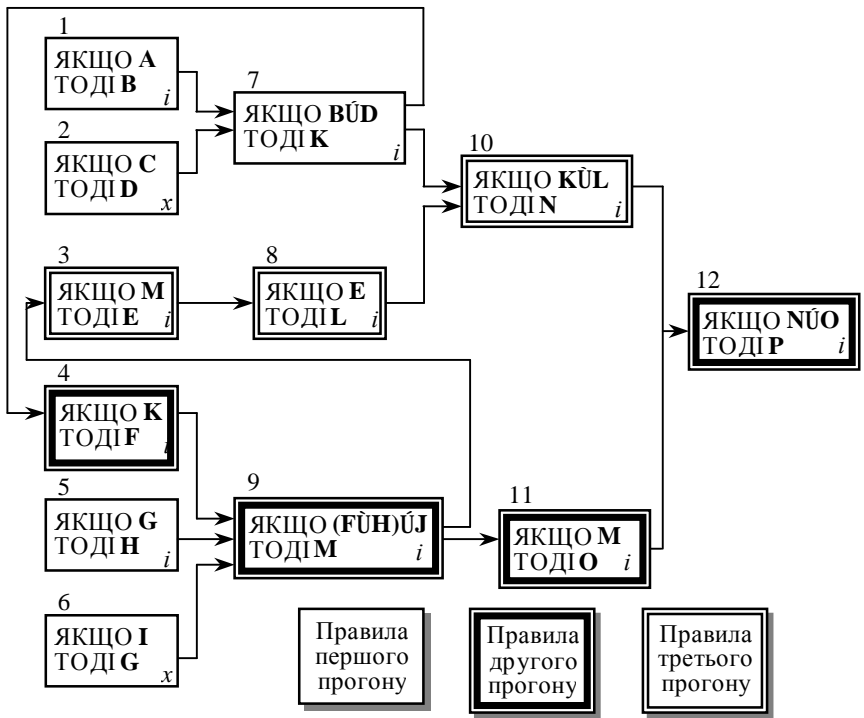 1
ЯКЩО A
ТОДІ B
i
2
ЯКЩО C
ТОДІ D
x
7
ЯКЩО BÚD
ТОДІ K
i
10
ЯКЩО KÙL
ТОДІ N
i
3
ЯКЩО M
ТОДІ E
i
8
ЯКЩО E
ТОДІ L
i
12
ЯКЩО NÚO
ТОДІ P
i
4
ЯКЩО K
ТОДІ F
i
5
ЯКЩО G
ТОДІ H
i
9
ЯКЩО (FÙH)ÚJ
ТОДІ M
i
11
ЯКЩО M
ТОДІ O
i
6
ЯКЩО I
ТОДІ G
x
Правила
першого
прогону
Правила
другого
прогону
Правила
третього
прогону